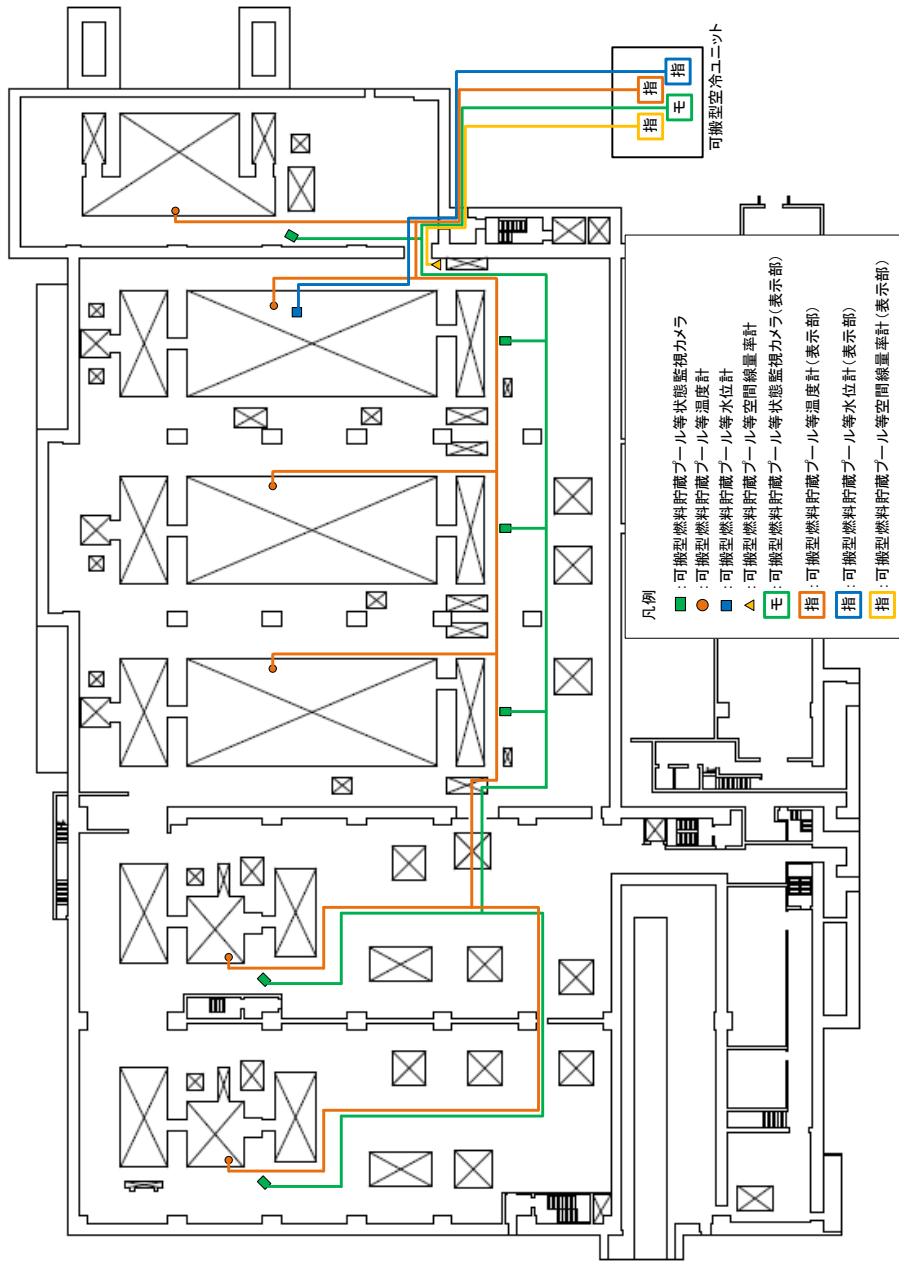 指
指
モ
指
可搬型空冷ユニット
凡例
:可搬型燃料貯蔵プール等状態監視カメラ
:可搬型燃料貯蔵プール等温度計
:可搬型燃料貯蔵プール等水位計
:可搬型燃料貯蔵プール等空間線量率計
モ:可搬型燃料貯蔵プール等状態監視カメラ(表示部)
指:可搬型燃料貯蔵プール等温度計(表示部)
指:可搬型燃料貯蔵プール等水位計(表示部)
指:可搬型燃料貯蔵プール等空間線量率計(表示部)